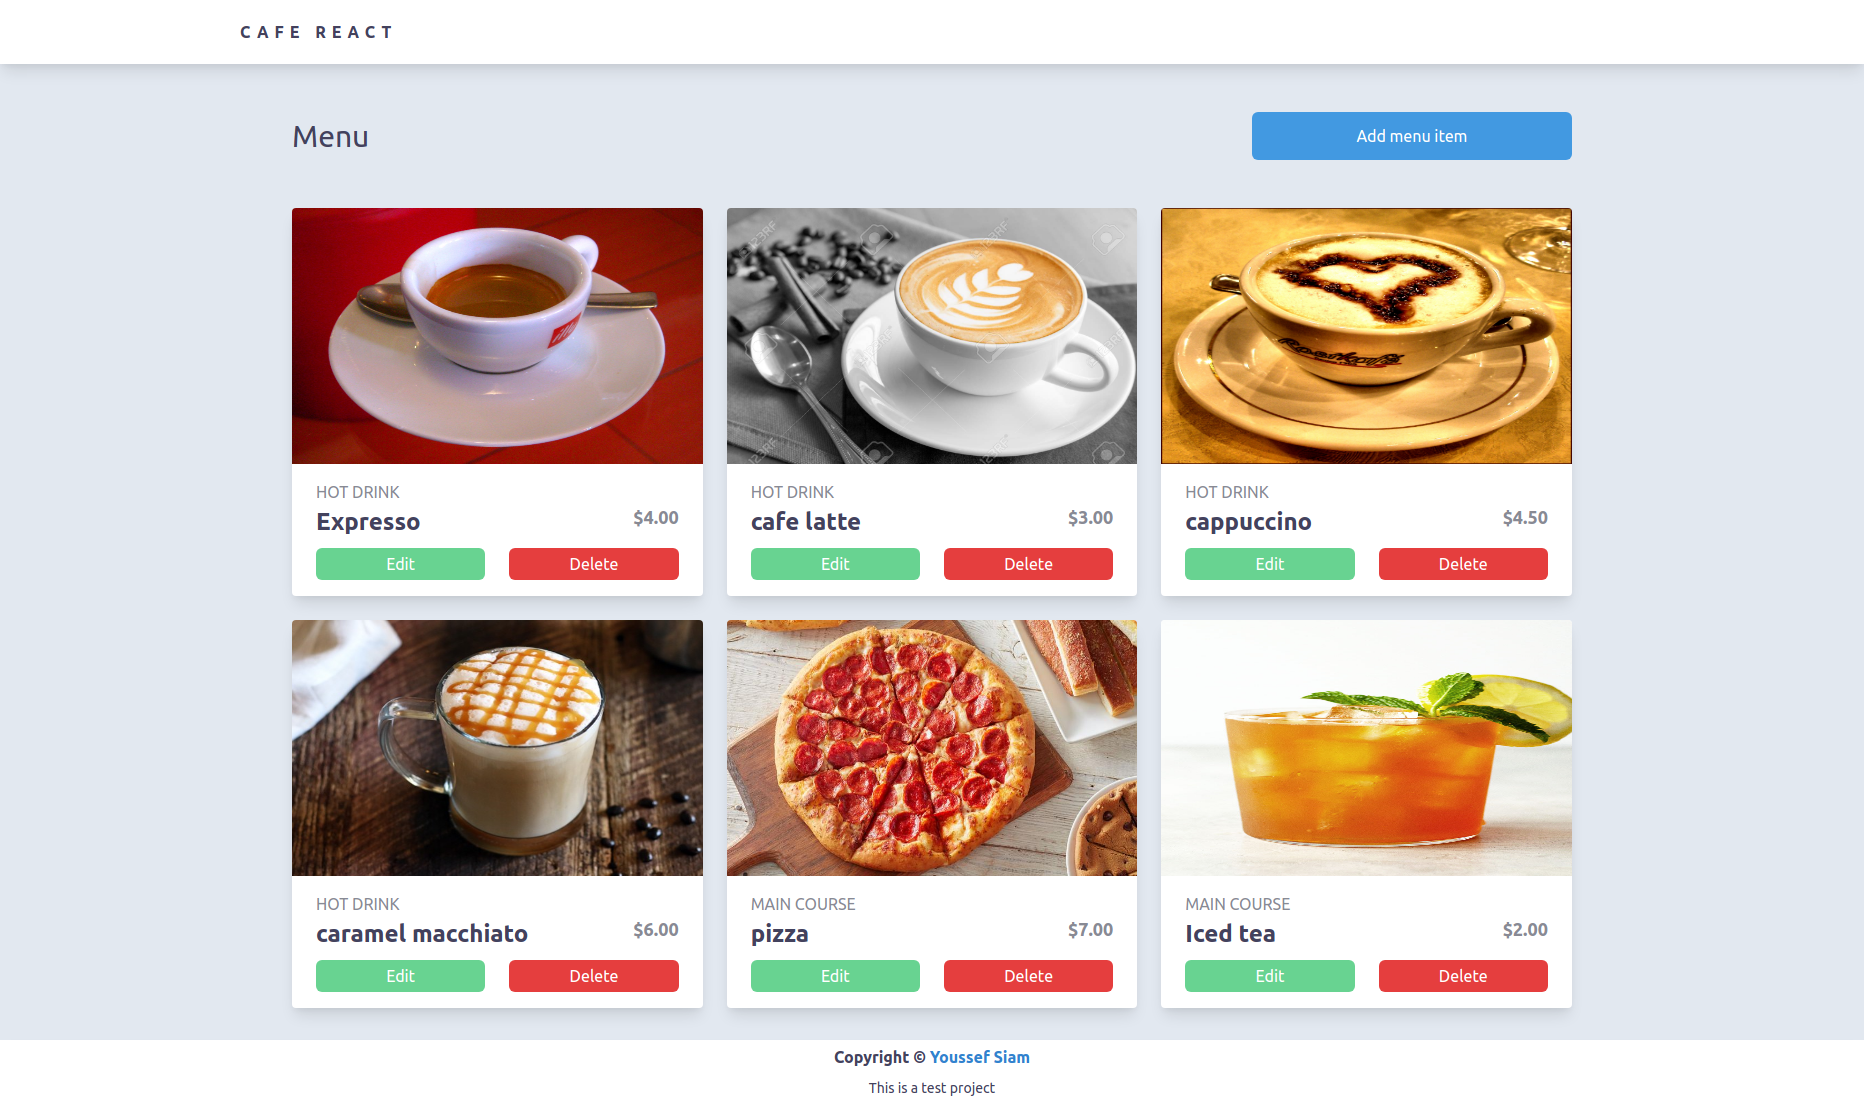 CAFE REACT
Menu
Add menu item
123RF
123RF
illy
HOT DRINK
Expresso
$4.00
Edit
Delete
HOT DRINK
cafe latte
$3.00
Edit
Delete
HOT DRINK
cappuccino
$4.50
Edit
Delete
HOT DRINK
caramel macchiato
$6.00
Edit
Delete
MAIN COURSE
pizza
$7.00
Edit
Delete
MAIN COURSE
Iced tea
$2.00
Edit
Delete
Copyright © Youssef Siam
This is a test project